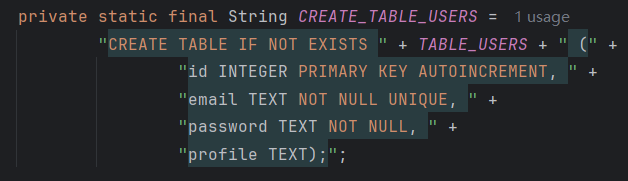 private static final String CREATE_TABLE_USERS = 1 usage
"CREATE TABLE IF NOT EXISTS " + TABLE_USERS + " (" +
"id INTEGER PRIMARY KEY AUTOINCREMENT, " +
"email TEXT NOT NULL UNIQUE, " +
"password TEXT NOT NULL, " +
"profile TEXT);";